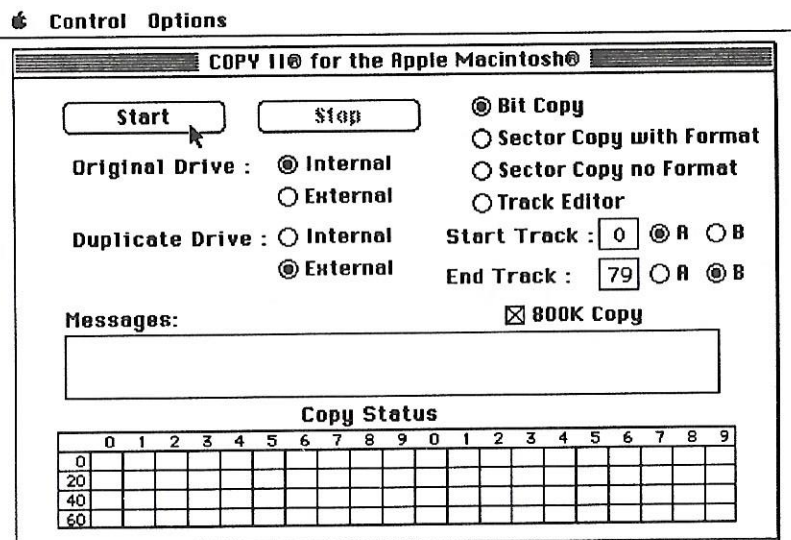 Control Options
COPY II® for the Apple Macintosh®
Start
Stop
Bit Copy
Sector Copy with Format
Sector Copy no Format
Track Editor
Original Drive : Internal
External
Duplicate Drive : Internal
External
Start Track : 0 A B
End Track : 79 A B
Messages:
800K Copy
Copy Status
0 1 2 3 4 5 6 7 8 9 0 1 2 3 4 5 6 7 8 9
0
20
40
60